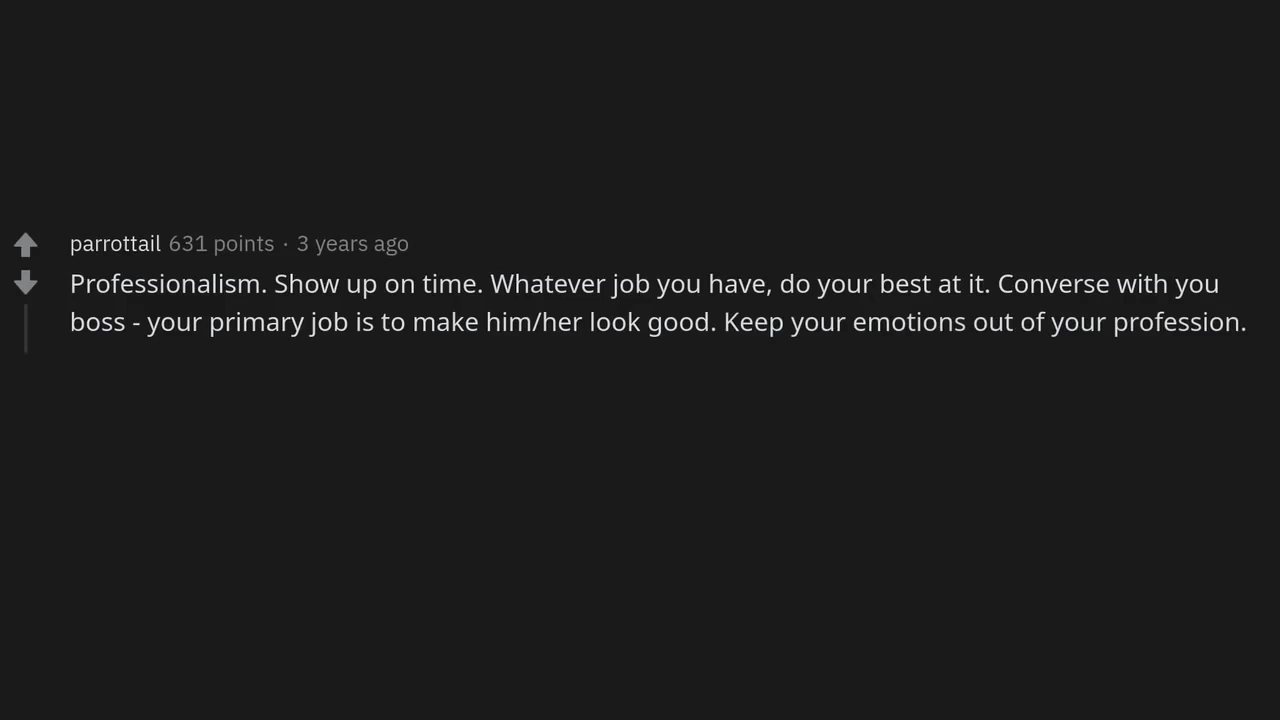 parrottail 631 points · 3 years ago
Professionalism. Show up on time. Whatever job you have, do your best at it. Converse with you
boss - your primary job is to make him/her look good. Keep your emotions out of your profession.